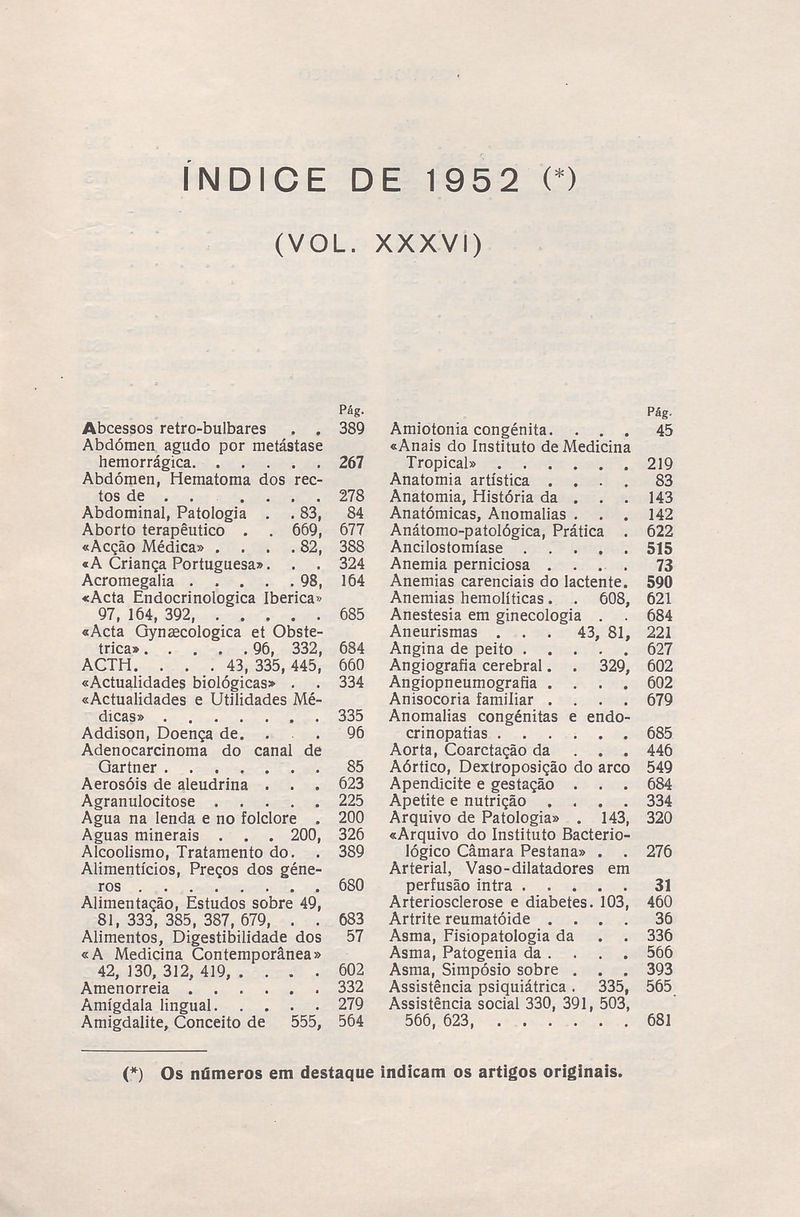 ÍNDICE DE 1952 (*)
(VOL. XXXVI)
Pág.
Abcessos retro-bulbares . . 389
Abdómen agudo por metástase
hemorrágica. . . . . . 267
Abdómen, Hematoma dos rec-
tos de . . . . . . 278
Abdominal, Patologia . . 83, 84
Aborto terapêutico . . 669, 677
«Acção Médica» . . . . 82, 388
«A Criança Portuguesa». . . 324
Acromegalia . . . . . 98, 164
«Acta Endocrinologica Iberica»
97, 164, 392, . . . . . 685
«Acta Gynæcologica et Obste-
trica». . . . . . 96, 332, 684
ACTH. . . . 43, 335, 445, 660
«Actualidades biológicas» . . 334
«Actualidades e Utilidades Mé-
dicas» . . . . . . . 335
Addison, Doença de. . . . 96
Adenocarcinoma do canal de
Gartner . . . . . . . 85
Aerosóis de aleudrina . . . 623
Agranulocitose . . . . . 225
Agua na lenda e no folclore . 200
Aguas minerais . . . 200, 326
Alcoolismo, Tratamento do. . 389
Alimentícios, Preços dos géne-
ros . . . . . . . . 680
Alimentação, Estudos sobre 49,
81, 333, 385, 387, 679, . . 683
Alimentos, Digestibilidade dos 57
«A Medicina Contemporânea»
42, 130, 312, 419, . . . . 602
Amenorreia . . . . . . 332
Amígdala lingual. . . . . 279
Amigdalite, Conceito de 555, 564
Pág.
Amiotonia congénita. . . . 45
«Anais do Instituto de Medicina
Tropical» . . . . . . 219
Anatomia artística . . . . 83
Anatomia, História da . . . 143
Anatómicas, Anomalias . . . 142
Anátomo-patológica, Prática . 622
Ancilostomíase . . . . . 515
Anemia perniciosa . . . . 73
Anemias carenciais do lactente. 590
Anemias hemolíticas. . 608, 621
Anestesia em ginecologia . . 684
Aneurismas . . . 43, 81, 221
Angina de peito . . . . . 627
Angiografia cerebral. . 329, 602
Angiopneumografia . . . . 602
Anisocoria familiar . . . . 679
Anomalias congénitas e endo-
crinopatias . . . . . . 685
Aorta, Coarctação da . . . 446
Aórtico, Dextroposição do arco 549
Apendicite e gestação . . . 684
Apetite e nutrição . . . . 334
Arquivo de Patologia» . 143, 320
«Arquivo do Instituto Bacterio-
lógico Câmara Pestana» . . 276
Arterial, Vaso-dilatadores em
perfusão intra . . . . . 31
Arteriosclerose e diabetes. 103, 460
Artrite reumatóide . . . . 36
Asma, Fisiopatologia da . . 336
Asma, Patogenia da . . . . 566
Asma, Simpósio sobre . . . 393
Assistência psiquiátrica . 335, 565
Assistência social 330, 391, 503,
566, 623, . . . . . . 681
(*) Os números em destaque indicam os artigos originais.